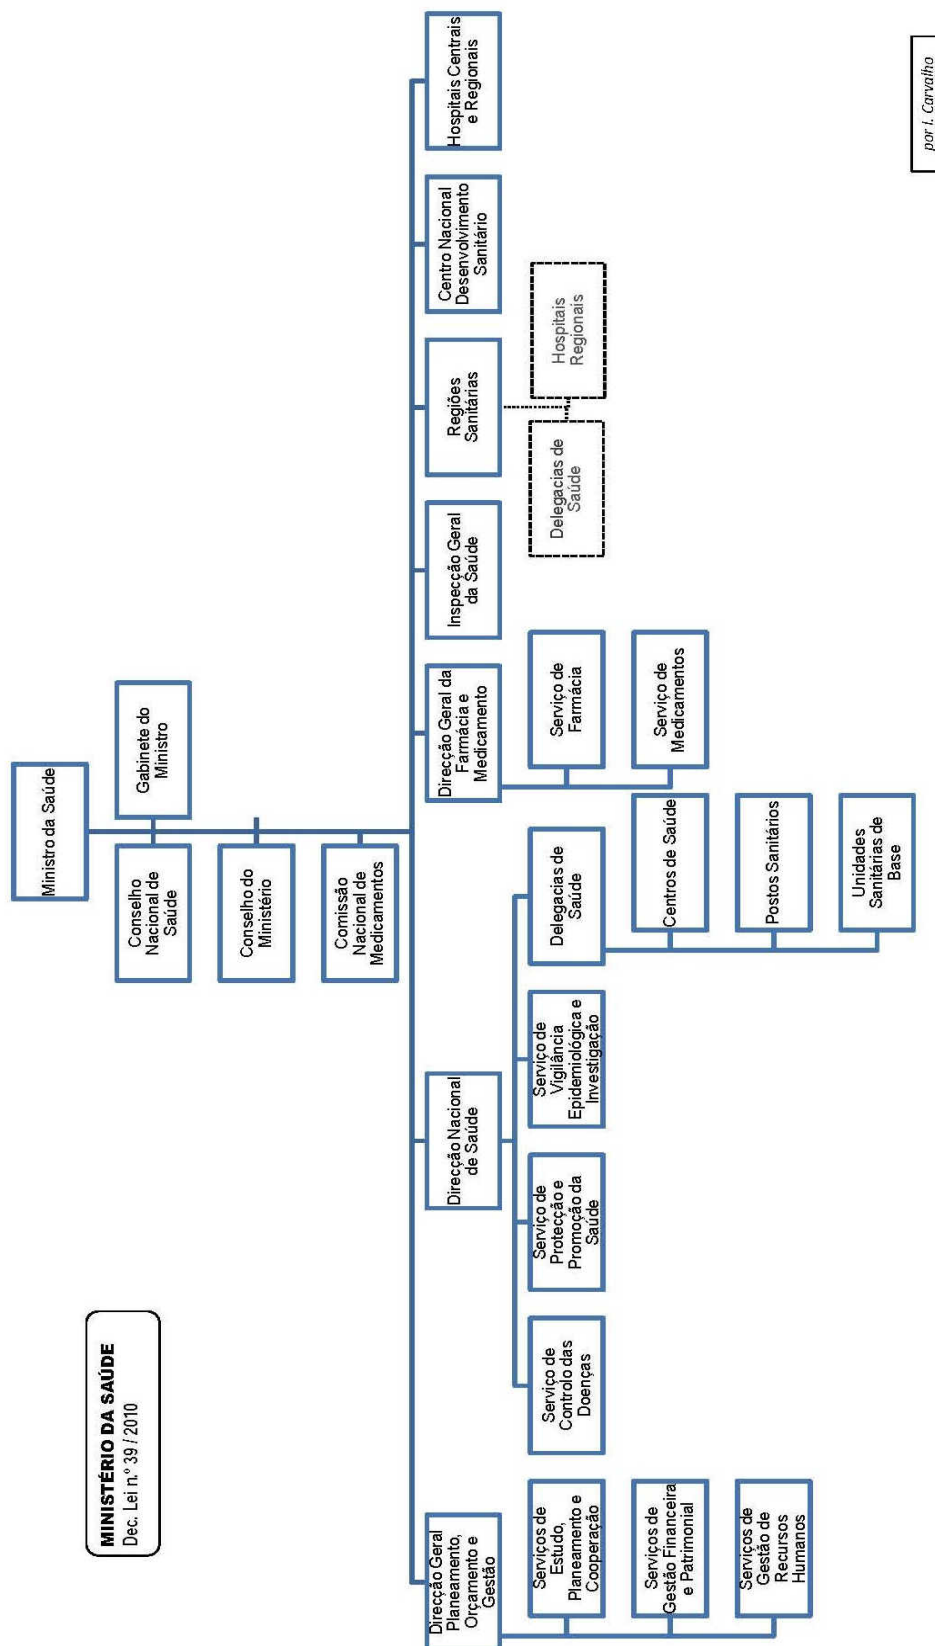 MINISTÉRIO DA SAÚDE
Dec. Lei n.º 39 / 2010
Ministro da Saúde
Conselho
Nacional de
Saúde
Gabinete do
Ministro
Conselho do
Ministério
Comissão
Nacional de
Medicamentos
Direcção Geral
Planeamento,
Orçamento e
Gestão
Direcção Nacional
de Saúde
Direcção Geral da
Farmácia e
Medicamento
Inspecção Geral
da Saúde
Regiões
Sanitárias
Centro Nacional
Desenvolvimento
Sanitário
Hospitais Centrais
e Regionais
Serviços de
Estudo,
Planeamento e
Cooperação
Serviços de
Gestão Financeira
e Patrimonial
Serviços de
Gestão de
Recursos
Humanos
Serviço de
Controlo das
Doenças
Serviço de
Protecção e
Promoção da
Saúde
Serviço de
Vigilância
Epidemiológica e
Investigação
Delegacias de
Saúde
Centros de Saúde
Postos Sanitários
Unidades
Sanitárias de
Base
Serviço de
Farmácia
Serviço de
Medicamentos
Delegacias de
Saúde
Hospitais
Regionais
por I. Carvalho